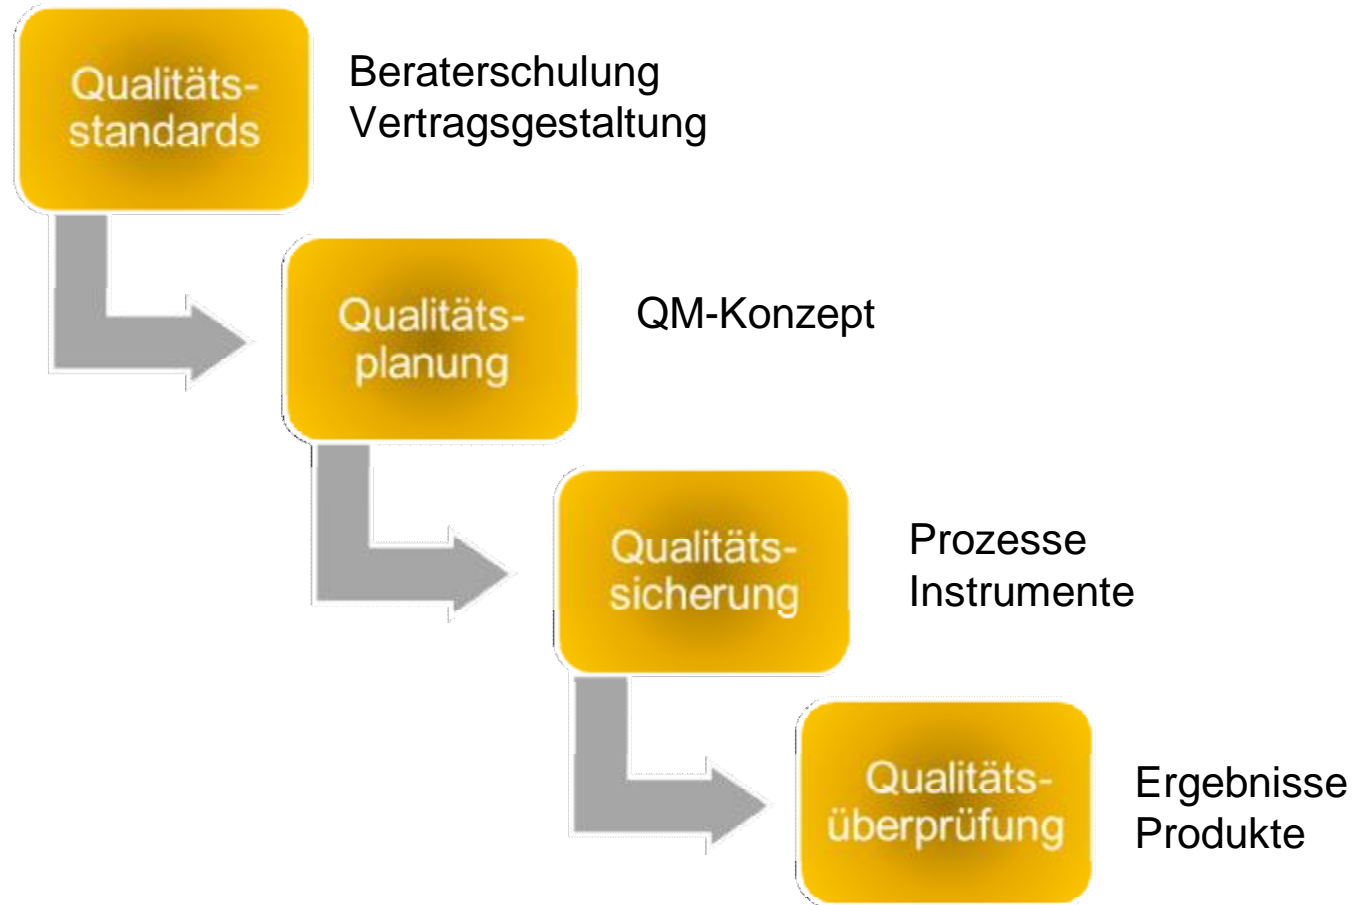 Qualitäts-
standards
Beraterschulung
Vertragsgestaltung
Qualitäts-
planung
QM-Konzept
Qualitäts-
sicherung
Prozesse
Instrumente
Qualitäts-
überprüfung
Ergebnisse
Produkte